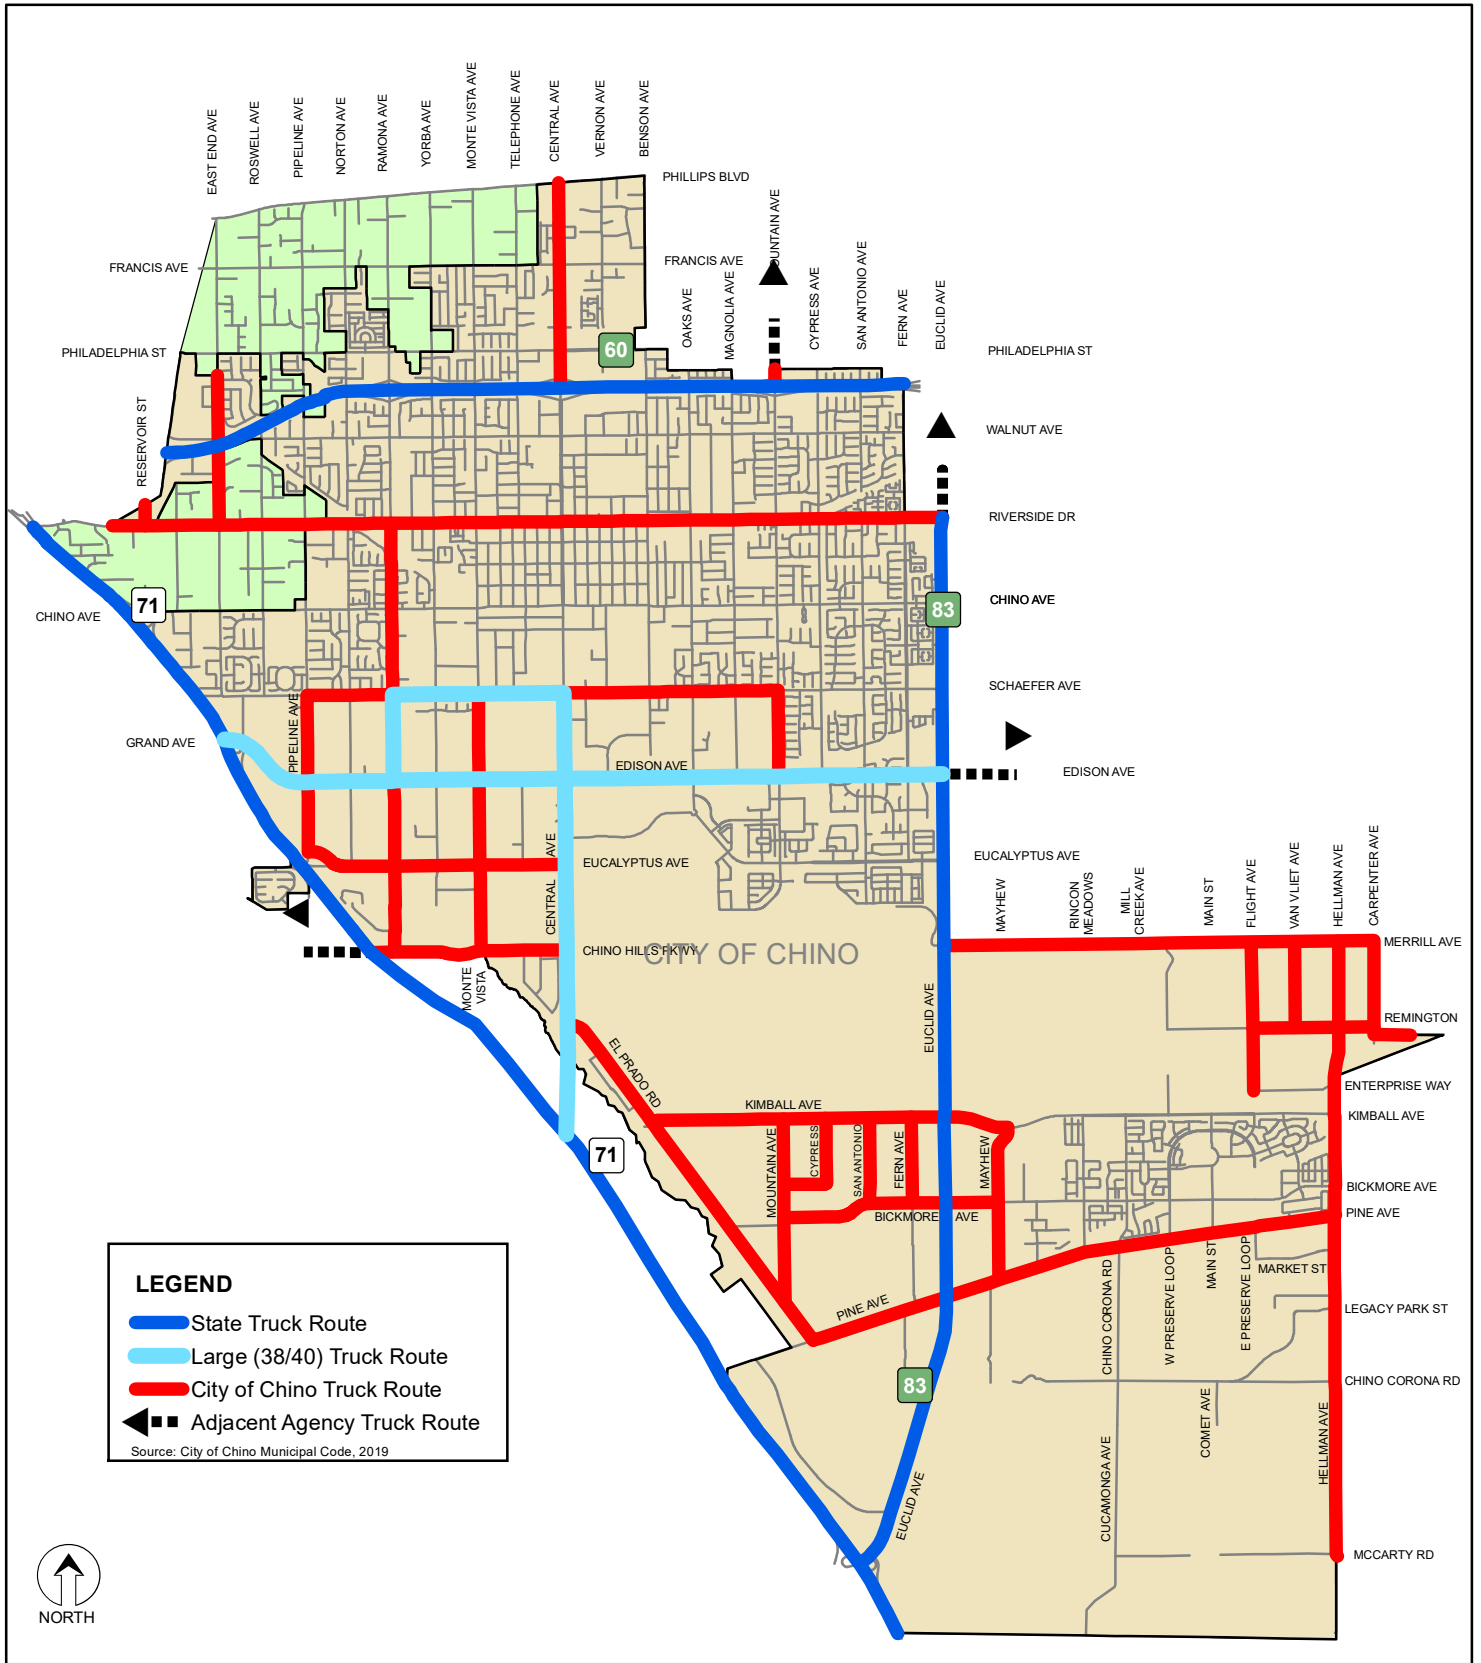 EAST END AVE
ROSWELL AVE
PIPELINE AVE
NORTON AVE
RAMONA AVE
YORBA AVE
MONTE VISTA AVE
TELEPHONE AVE
CENTRAL AVE
VERNON AVE
BENSON AVE
PHILLIPS BLVD
FRANCIS AVE
FRANCIS AVE
OAKS AVE
MAGNOLIA AVE
OUNTAIN AVE
CYPRESS AVE
SAN ANTONIO AVE
FERN AVE
EUCLID AVE
PHILADELPHIA ST
60
PHILADELPHIA ST
RESERVOIR ST
WALNUT AVE
RIVERSIDE DR
71
CHINO AVE
83
CHINO AVE
SCHAEFER AVE
GRAND AVE
PIPELINE AVE
EDISON AVE
EDISON AVE
CENTRAL AVE
EUCALYPTUS AVE
EUCALYPTUS AVE
MAYHEW
RINCON
MEADOWS
MILL
CREEK AVE
MAIN ST
FLIGHT AVE
VAN VLIET AVE
HELLMAN AVE
CARPENTER AVE
CHINO HILLS PKWY
CITY OF CHINO
MERRILL AVE
MONTE
VISTA
EUCLID AVE
REMINGTON
EL PRADO RD
ENTERPRISE WAY
KIMBALL AVE
KIMBALL AVE
71
MOUNTAIN AVE
CYPRESS
SAN ANTONIO
FERN AVE
MAYHEW
BICKMORE AVE
BICKMORE AVE
PINE AVE
MARKET ST
CHINO CORONA RD
W PRESERVE LOOP
MAIN ST
E PRESERVE LOOP
PINE AVE
LEGACY PARK ST
83
CHINO CORONA RD
COMET AVE
HELLMAN AVE
CUCAMONGA AVE
EUCLID AVE
MCCARTY RD
LEGEND
State Truck Route
Large (38/40) Truck Route
City of Chino Truck Route
Adjacent Agency Truck Route
Source: City of Chino Municipal Code, 2019
NORTH